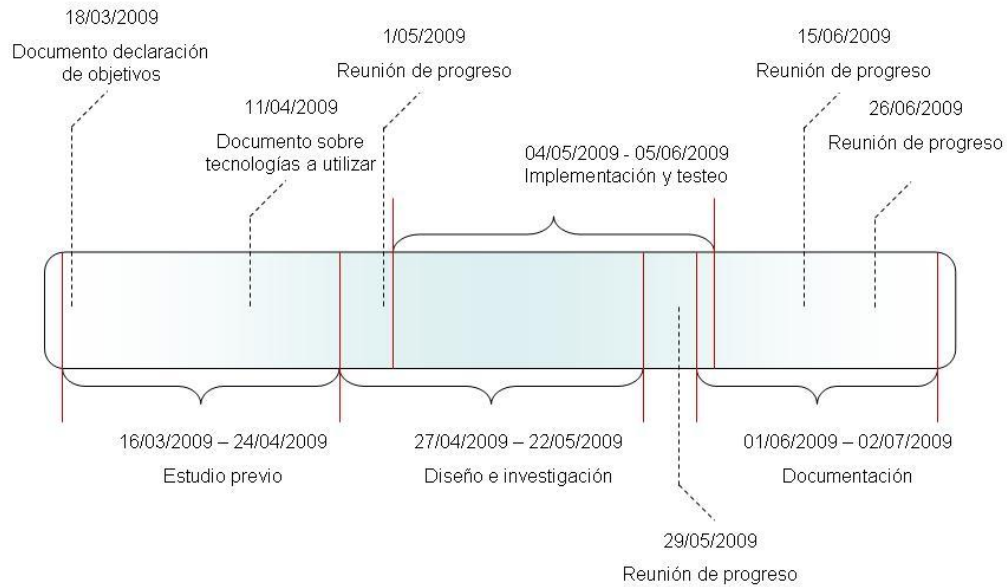 18/03/2009
Documento declaración
de objetivos
11/04/2009
Documento sobre
tecnologías a utilizar
1/05/2009
Reunión de progreso
04/05/2009 - 05/06/2009
Implementación y testeo
15/06/2009
Reunión de progreso
26/06/2009
Reunión de progreso
16/03/2009 – 24/04/2009
Estudio previo
27/04/2009 – 22/05/2009
Diseño e investigación
01/06/2009 – 02/07/2009
Documentación
29/05/2009
Reunión de progreso